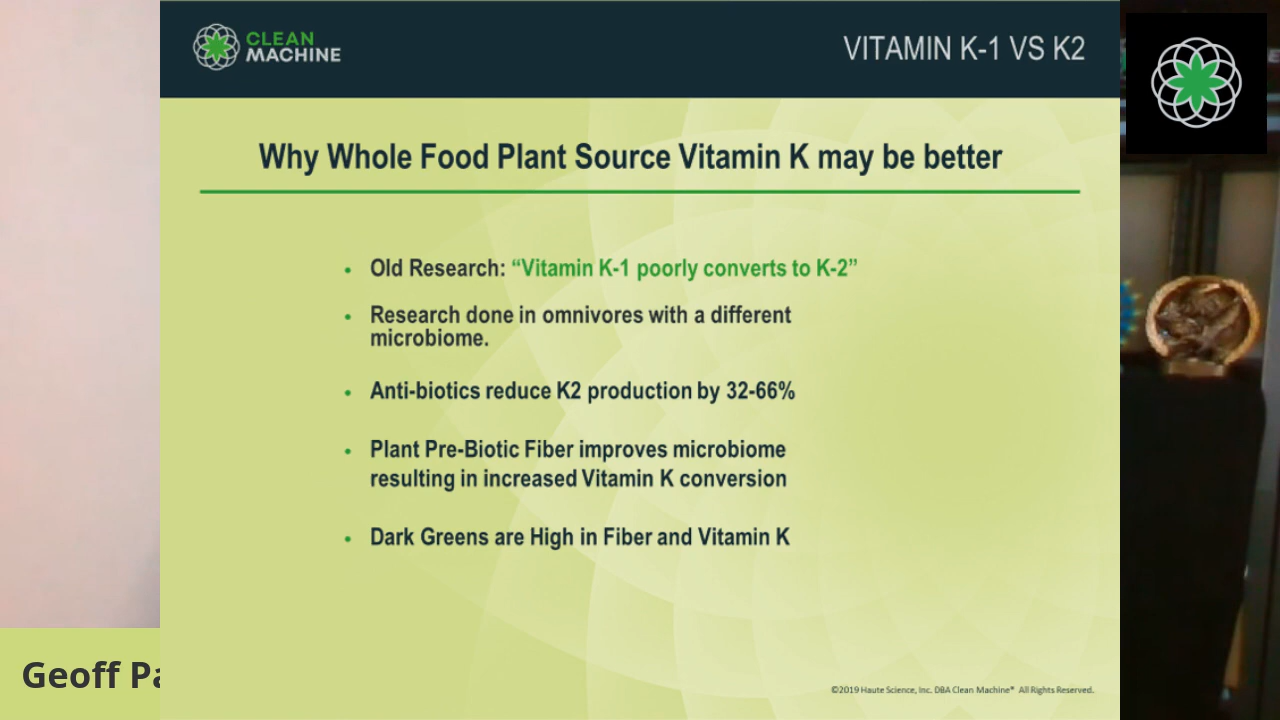 CLEAN
MACHINE
VITAMIN K-1 VS K2
Why Whole Food Plant Source Vitamin K may be better
• Old Research: “Vitamin K-1 poorly converts to K-2”
• Research done in omnivores with a different
microbiome.
• Anti-biotics reduce K2 production by 32-66%
• Plant Pre-Biotic Fiber improves microbiome
resulting in increased Vitamin K conversion
• Dark Greens are High in Fiber and Vitamin K
Geoff Pa
©2019 Haute Science, Inc. DBA Clean Machine® All Rights Reserved.